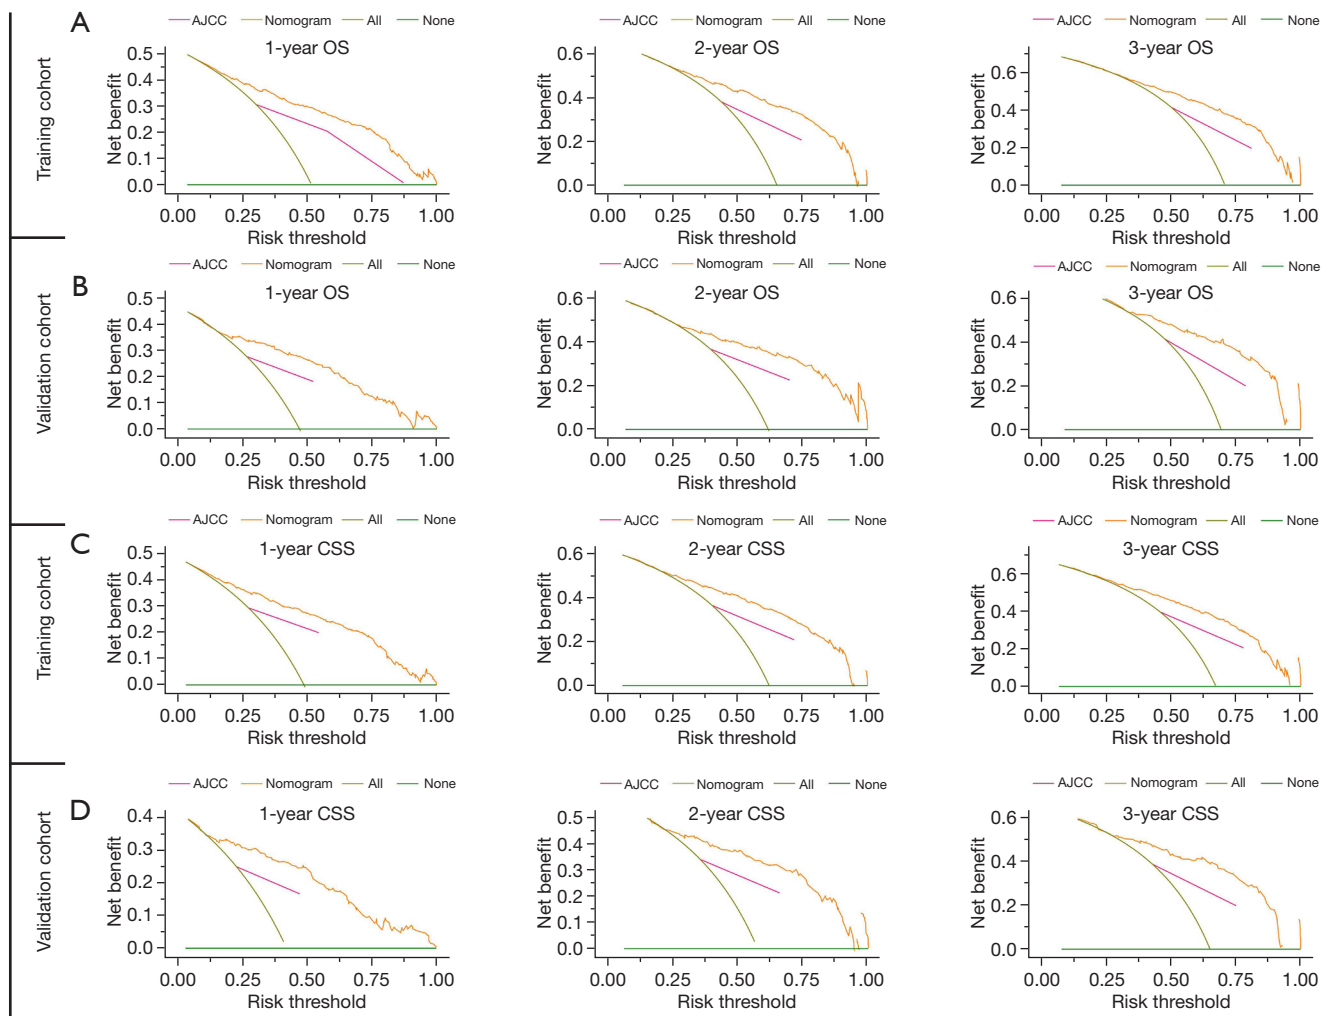 A
AJCC Nomogram All None
AJCC Nomogram All None
AJCC Nomogram All None
Training cohort
1-year OS
2-year OS
3-year OS
Net benefit
0.5
0.4
0.3
0.2
0.1
0.0
0.00 0.25 0.50 0.75 1.00
Risk threshold
Net benefit
0.6
0.4
0.2
0.0
0.00 0.25 0.50 0.75 1.00
Risk threshold
Net benefit
0.6
0.4
0.2
0.0
0.00 0.25 0.50 0.75 1.00
Risk threshold
B
AJCC Nomogram All None
AJCC Nomogram All None
AJCC Nomogram All None
Validation cohort
1-year OS
2-year OS
3-year OS
Net benefit
0.5
0.4
0.3
0.2
0.1
0.0
0.00 0.25 0.50 0.75 1.00
Risk threshold
Net benefit
0.6
0.4
0.2
0.0
0.00 0.25 0.50 0.75 1.00
Risk threshold
Net benefit
0.6
0.4
0.2
0.0
0.00 0.25 0.50 0.75 1.00
Risk threshold
C
AJCC Nomogram All None
AJCC Nomogram All None
AJCC Nomogram All None
Training cohort
1-year CSS
2-year CSS
3-year CSS
Net benefit
0.5
0.4
0.3
0.2
0.1
0.0
0.00 0.25 0.50 0.75 1.00
Risk threshold
Net benefit
0.6
0.4
0.2
0.0
0.00 0.25 0.50 0.75 1.00
Risk threshold
Net benefit
0.6
0.4
0.2
0.0
0.00 0.25 0.50 0.75 1.00
Risk threshold
D
AJCC Nomogram All None
AJCC Nomogram All None
AJCC Nomogram All None
Validation cohort
1-year CSS
2-year CSS
3-year CSS
Net benefit
0.4
0.3
0.2
0.1
0.0
0.00 0.25 0.50 0.75 1.00
Risk threshold
Net benefit
0.5
0.4
0.3
0.2
0.1
0.0
0.00 0.25 0.50 0.75 1.00
Risk threshold
Net benefit
0.6
0.4
0.2
0.0
0.00 0.25 0.50 0.75 1.00
Risk threshold